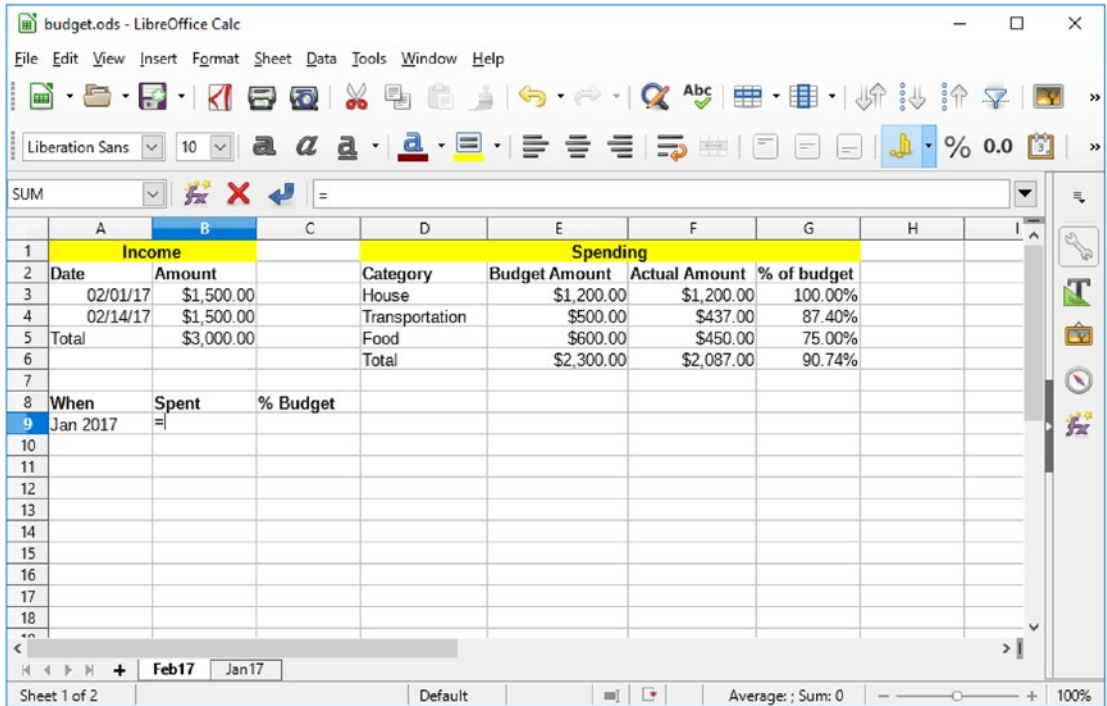 budget.ods - LibreOffice Calc
File Edit View Insert Format Sheet Data Tools Window Help
Abc
Liberation Sans 10 a a a a % 0.0
SUM =
A B C D E F G H I
1 Income Spending
2 Date Amount Category Budget Amount Actual Amount % of budget
3 02/01/17 $1,500.00 House $1,200.00 $1,200.00 100.00%
4 02/14/17 $1,500.00 Transportation $500.00 $437.00 87.40%
5 Total $3,000.00 Food $600.00 $450.00 75.00%
6 Total $2,300.00 $2,087.00 90.74%
7
8 When Spent % Budget
9 Jan 2017 =
10
11
12
13
14
15
16
17
18
Feb17 Jan17
Sheet 1 of 2 Default Average: ; Sum: 0 100%